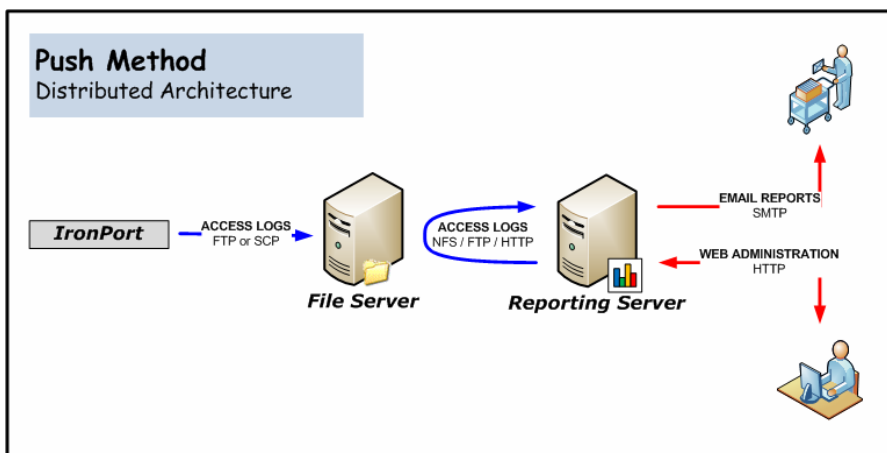 Push Method
Distributed Architecture
IronPort
ACCESS LOGS
FTP or SCP
File Server
ACCESS LOGS
NFS / FTP / HTTP
Reporting Server
EMAIL REPORTS
SMTP
WEB ADMINISTRATION
HTTP